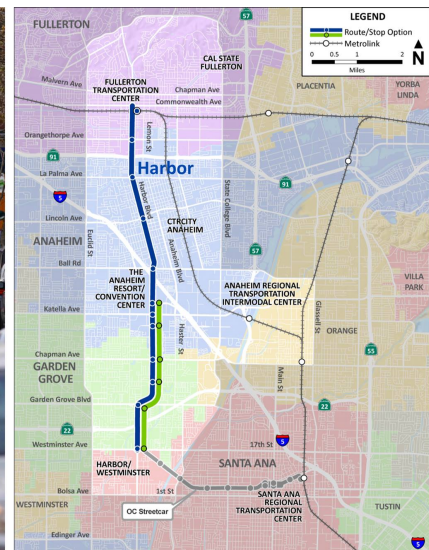 FULLERTON
57
LEGEND
Route/Stop Option
Metrolink
0 0.5 1 2
Miles
N
CAL STATE
FULLERTON
FULLERTON
TRANSPORTATION
CENTER
Malvern Ave
Chapman Ave
Commonwealth Ave
PLACENTIA
YORBA
LINDA
Lemon St
Orangethorpe Ave
91
Harbor
La Palma Ave
Harbor Blvd
State College Blvd
91
5
Lincoln Ave
Euclid St
CTRCITY
ANAHEIM
Anaheim Blvd
57
ANAHEIM
Ball Rd
THE
ANAHEIM
RESORT/
CONVENTION
CENTER
ANAHEIM REGIONAL
TRANSPORTATION
INTERMODAL CENTER
VILLA
PARK
Katella Ave
Haster St
Glassell St
ORANGE
55
Chapman Ave
Main St
GARDEN
GROVE
Garden Grove Blvd
22
22
Westminster Ave
17th St
5
HARBOR/
WESTMINSTER
SANTA ANA
Bolsa Ave
1st St
OC Streetcar
SANTA ANA
REGIONAL
TRANSPORTATION
CENTER
WESTMINSTER
TUSTIN
Edinger Ave
5